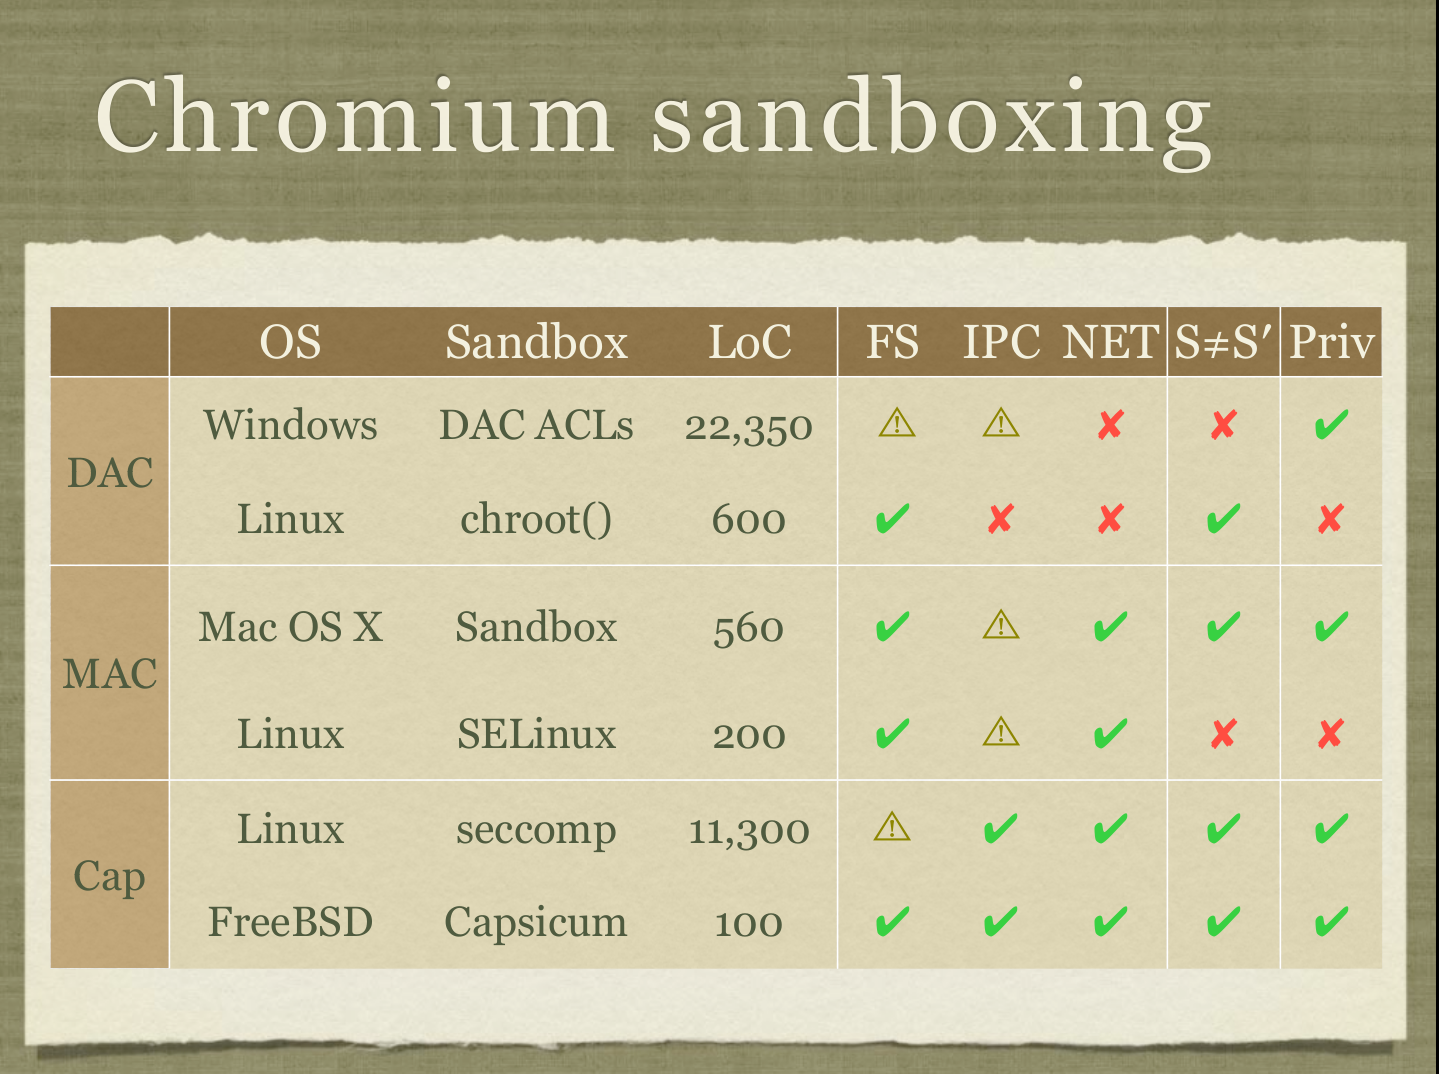 Chromium sandboxing
OS Sandbox LoC FS IPC NET S≠S′ Priv
DAC
Windows DAC ACLs 22,350 ⚠ ⚠ ✘ ✘ ✔
Linux chroot() 600 ✔ ✘ ✘ ✔ ✘
MAC
Mac OS X Sandbox 560 ✔ ⚠ ✔ ✔ ✔
Linux SELinux 200 ✔ ⚠ ✔ ✘ ✘
Cap
Linux seccomp 11,300 ⚠ ✔ ✔ ✔ ✔
FreeBSD Capsicum 100 ✔ ✔ ✔ ✔ ✔